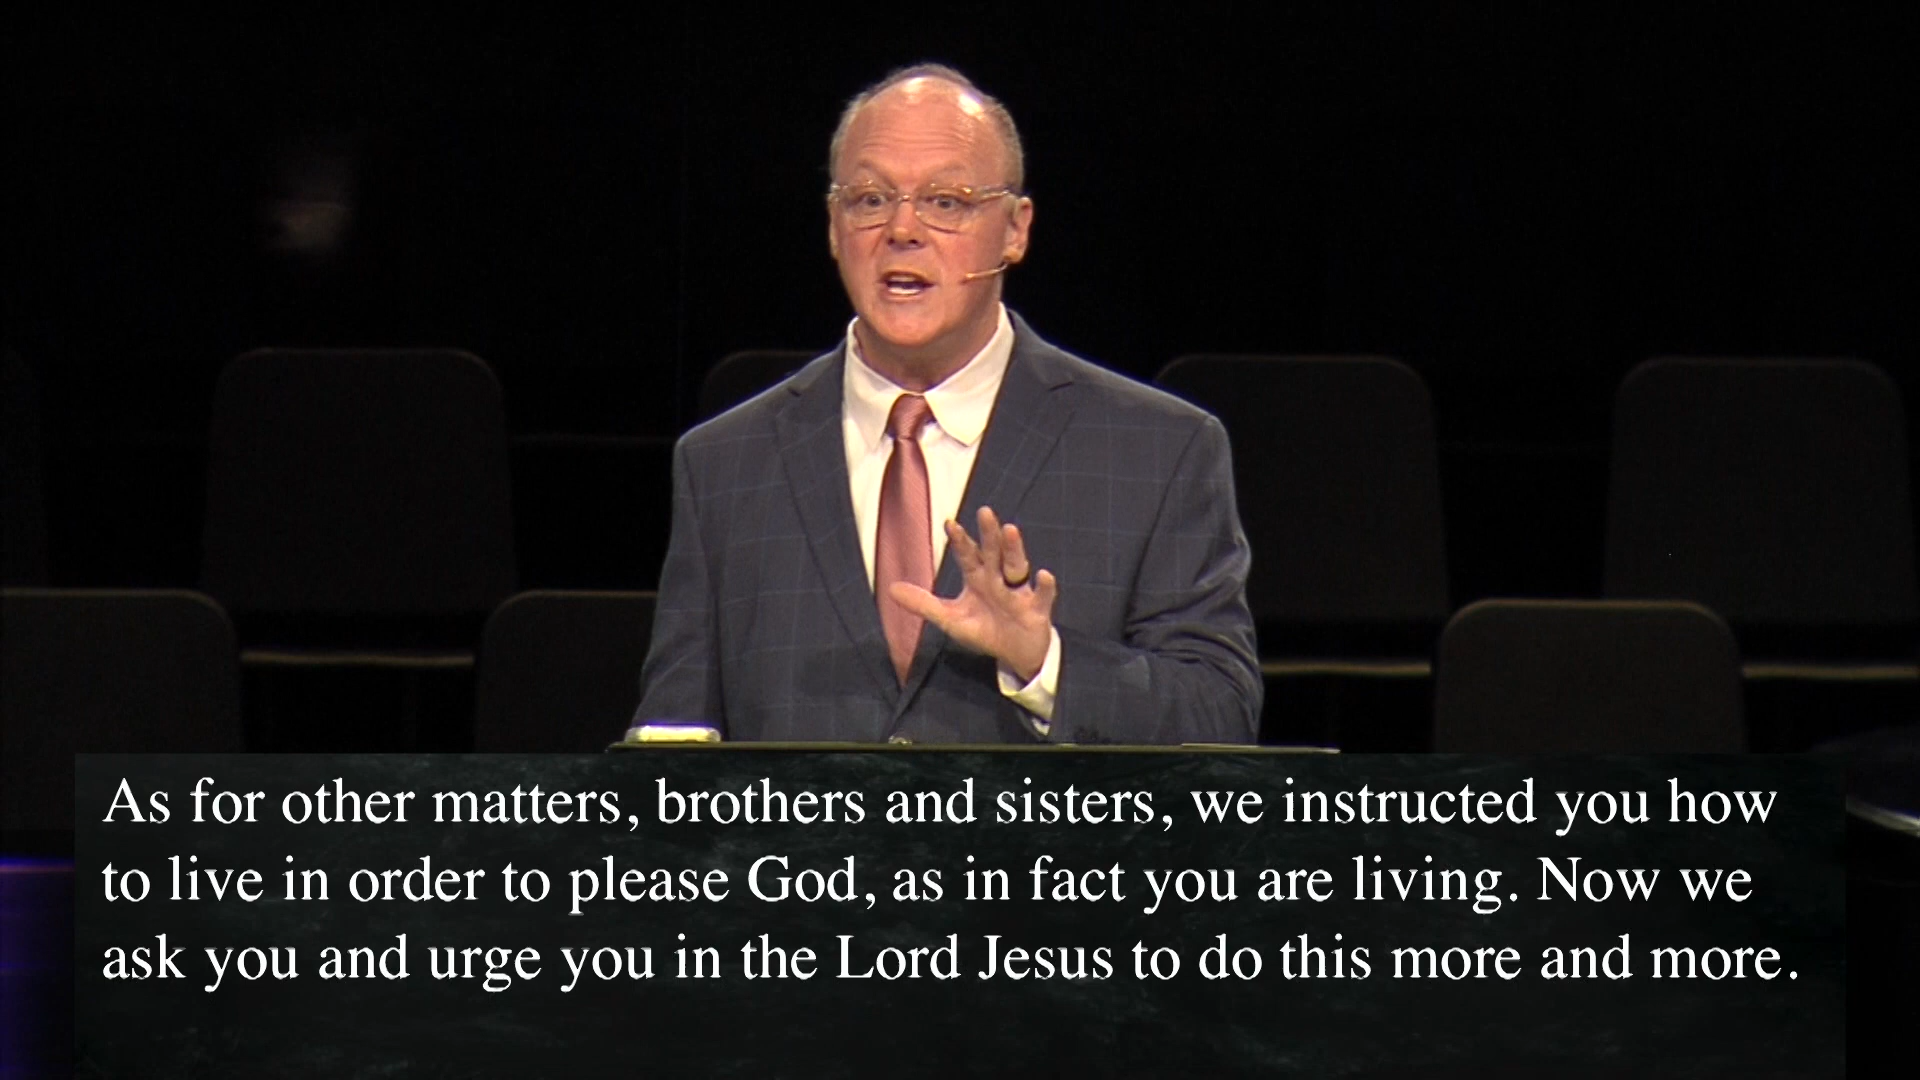 As for other matters, brothers and sisters, we instructed you how
to live in order to please God, as in fact you are living. Now we
ask you and urge you in the Lord Jesus to do this more and more.